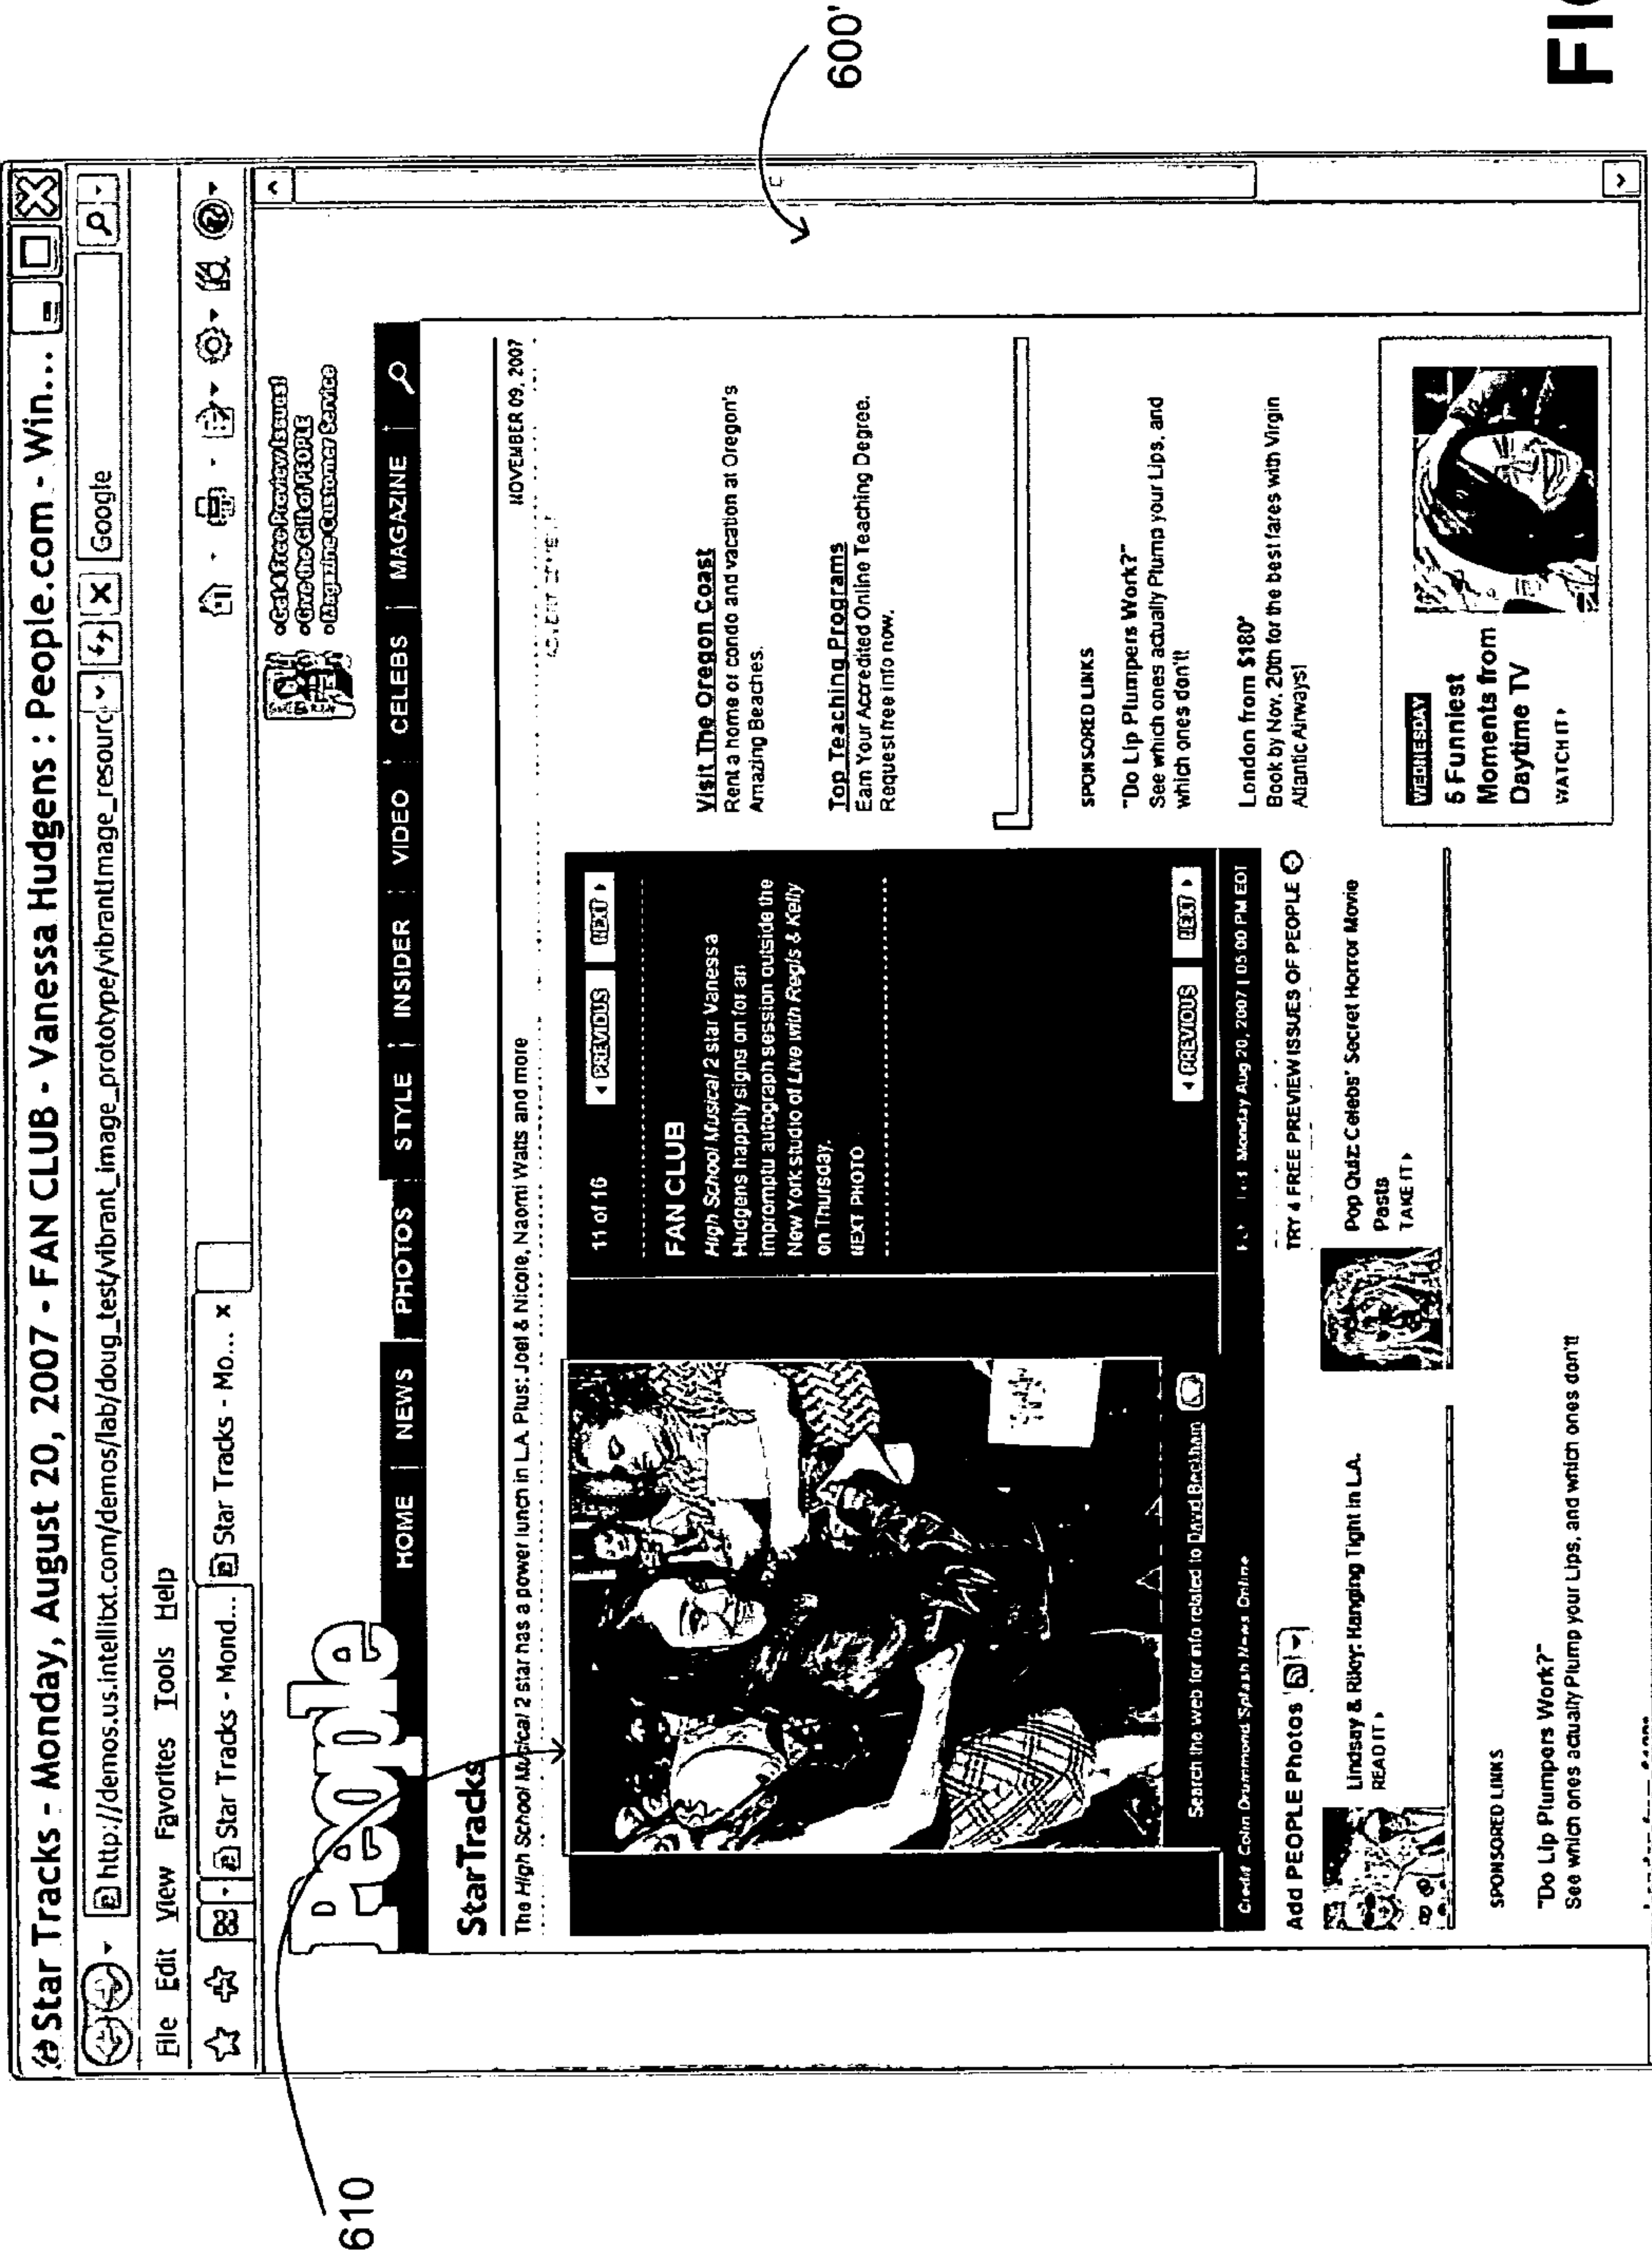 Star Tracks - Monday, August 20, 2007 - FAN CLUB - Vanessa Hudgens : People.com - Win...
http://demos.us.intellitxt.com/demos/lab/doug_test/vibrant_image_prototype/vibrantImage_resourc
Google
File Edit View Favorites Tools Help
Star Tracks - Mond...
Star Tracks - Mo... x
People
•Get 4 Free Preview Issues!
•Give the Gift of PEOPLE
•Magazine Customer Service
HOME | NEWS | PHOTOS | STYLE | INSIDER | VIDEO | CELEBS | MAGAZINE
600'
610
StarTracks
NOVEMBER 09, 2007
The High School Musical 2 star has a power lunch in L.A. Plus: Joel & Nicole, Naomi Watts and more
11 of 16
◂ PREVIOUS NEXT ▸
FAN CLUB
High School Musical 2 star Vanessa
Hudgens happily signs on for an
impromptu autograph session outside the
New York studio of Live with Regis & Kelly
on Thursday.
NEXT PHOTO
◂ PREVIOUS NEXT ▸
Search the web for info related to David Beckham
Credit Colin Drummond Splash News Online
Monday Aug 20, 2007 | 05 00 PM EDT
Add PEOPLE Photos
TRY 4 FREE PREVIEW ISSUES OF PEOPLE
Lindsay & Riley: Hanging Tight in L.A.
READ IT ▸
Pop Quiz: Celebs' Secret Horror Movie
Pasts
TAKE IT ▸
SPONSORED LINKS
"Do Lip Plumpers Work?"
See which ones actually Plump your Lips, and which ones don't!
Visit The Oregon Coast
Rent a home or condo and vacation at Oregon's
Amazing Beaches.
Top Teaching Programs
Earn Your Accredited Online Teaching Degree.
Request free info now.
SPONSORED LINKS
"Do Lip Plumpers Work?"
See which ones actually Plump your Lips, and
which ones don't!
London from $180*
Book by Nov. 20th for the best fares with Virgin
Atlantic Airways!
WEDNESDAY
5 Funniest
Moments from
Daytime TV
WATCH IT ▸